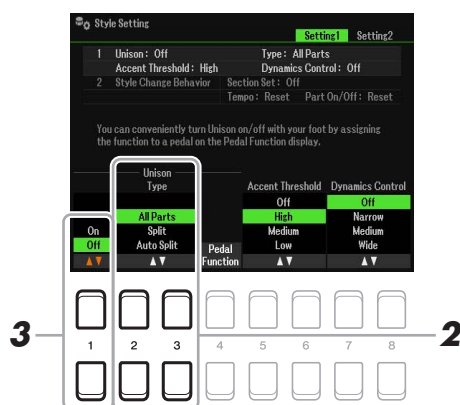 Style Setting
Setting1 Setting2
1 Unison: Off Type: All Parts
Accent Threshold: High Dynamics Control: Off
2 Style Change Behavior Section Set: Off
Tempo: Reset Part On/Off: Reset
You can conveniently turn Unison on/off with your foot by assigning
the function to a pedal on the Pedal Function display.
Unison
Type Accent Threshold Dynamics Control
Off Off
All Parts High Narrow
On Split Medium Medium
Off Auto Split Pedal Low Wide
Function
3 1 2 3 4 5 6 7 8 2